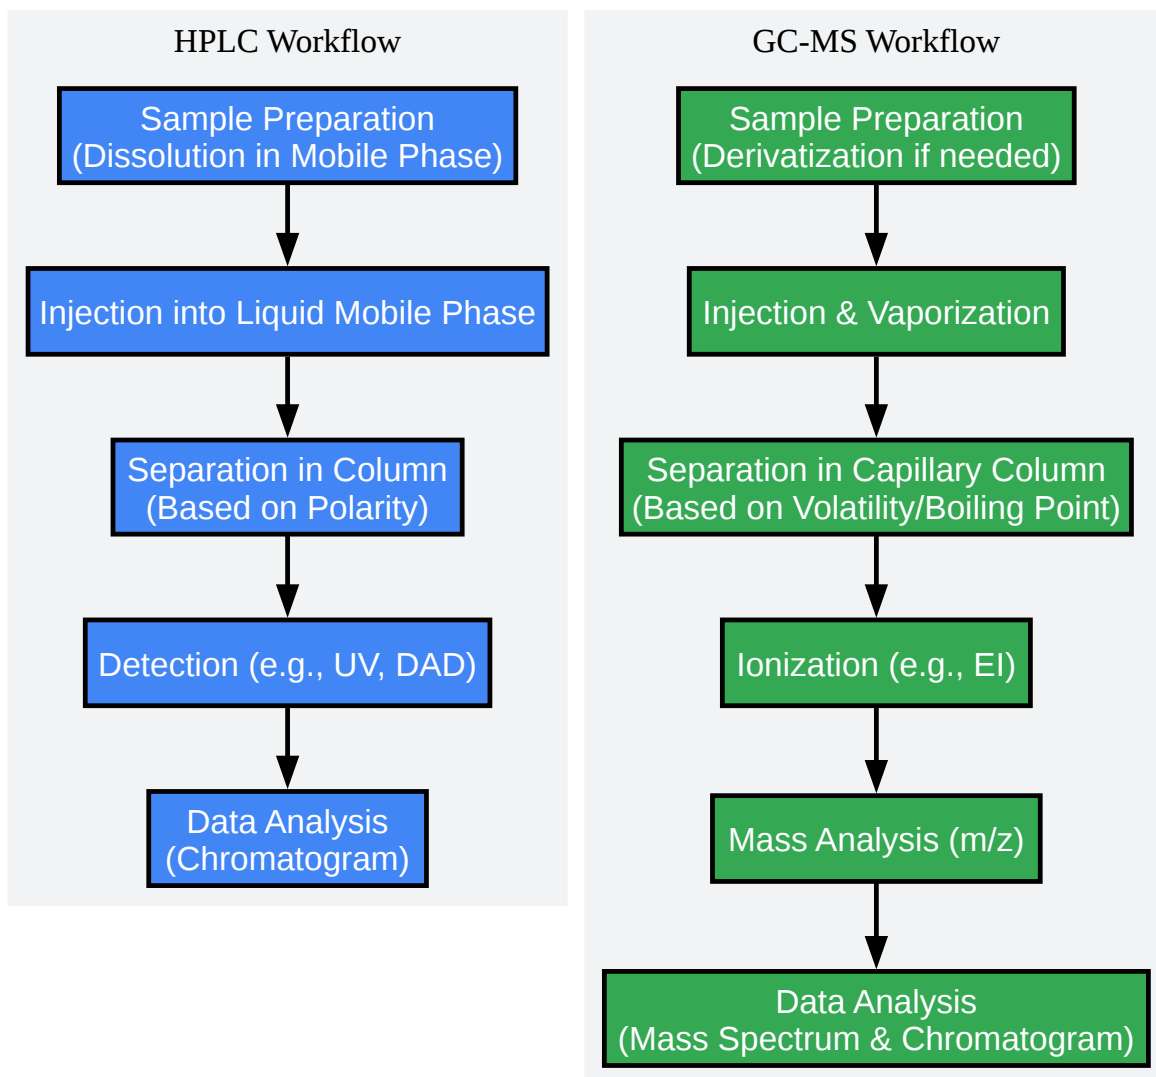 HPLC Workflow
Sample Preparation
(Dissolution in Mobile Phase)
Injection into Liquid Mobile Phase
Separation in Column
(Based on Polarity)
Detection (e.g., UV, DAD)
Data Analysis
(Chromatogram)
GC-MS Workflow
Sample Preparation
(Derivatization if needed)
Injection & Vaporization
Separation in Capillary Column
(Based on Volatility/Boiling Point)
Ionization (e.g., EI)
Mass Analysis (m/z)
Data Analysis
(Mass Spectrum & Chromatogram)